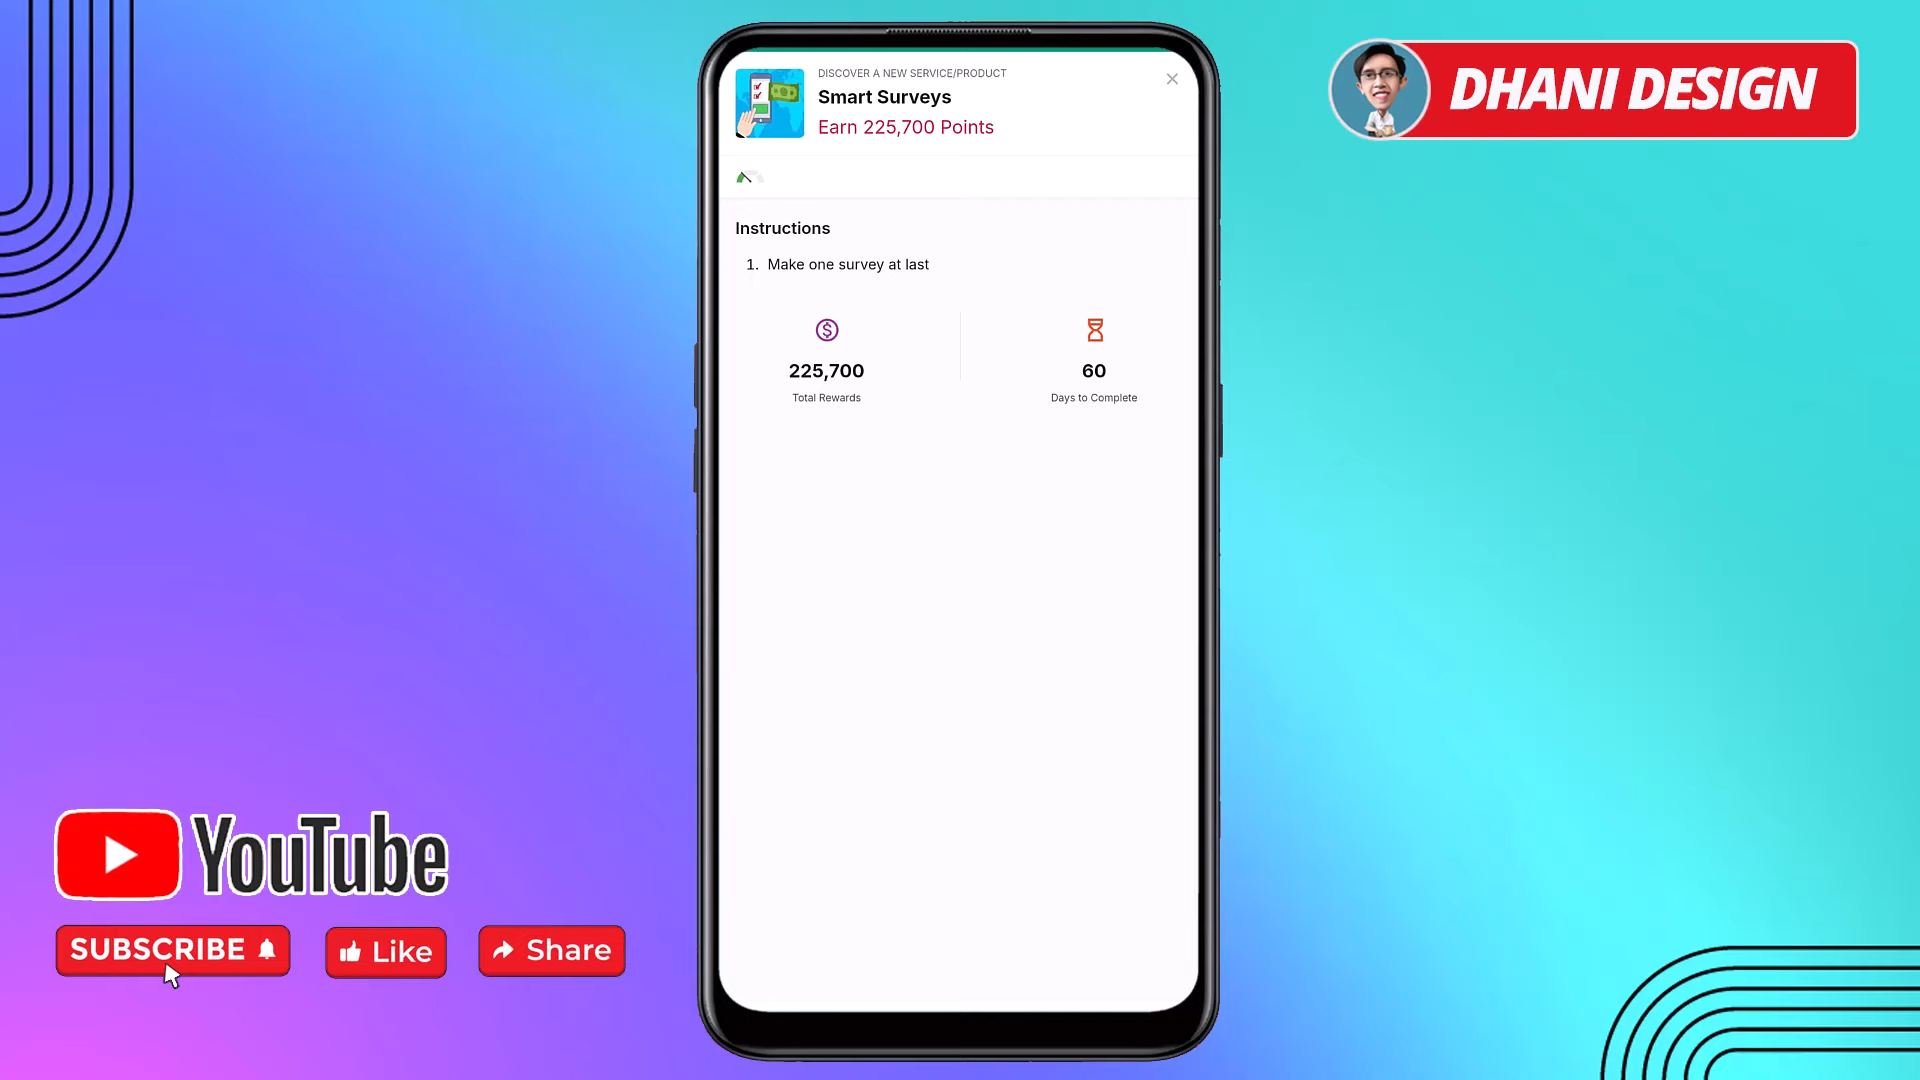 DISCOVER A NEW SERVICE/PRODUCT
Smart Surveys
Earn 225,700 Points
Instructions
1. Make one survey at last
225,700
Total Rewards
60
Days to Complete
DHANI DESIGN
YouTube
SUBSCRIBE
Like
Share